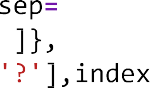 sep=
]},
'?'],index